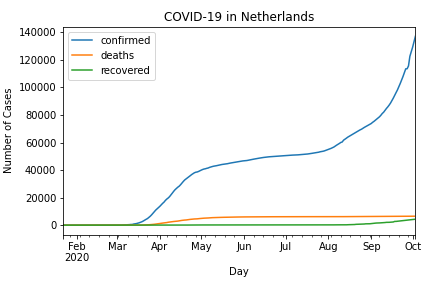 COVID-19 in Netherlands
confirmed
deaths
recovered
140000
120000
100000
80000
60000
40000
20000
0
Number of Cases
Feb Mar Apr May Jun Jul Aug Sep Oct
2020
Day